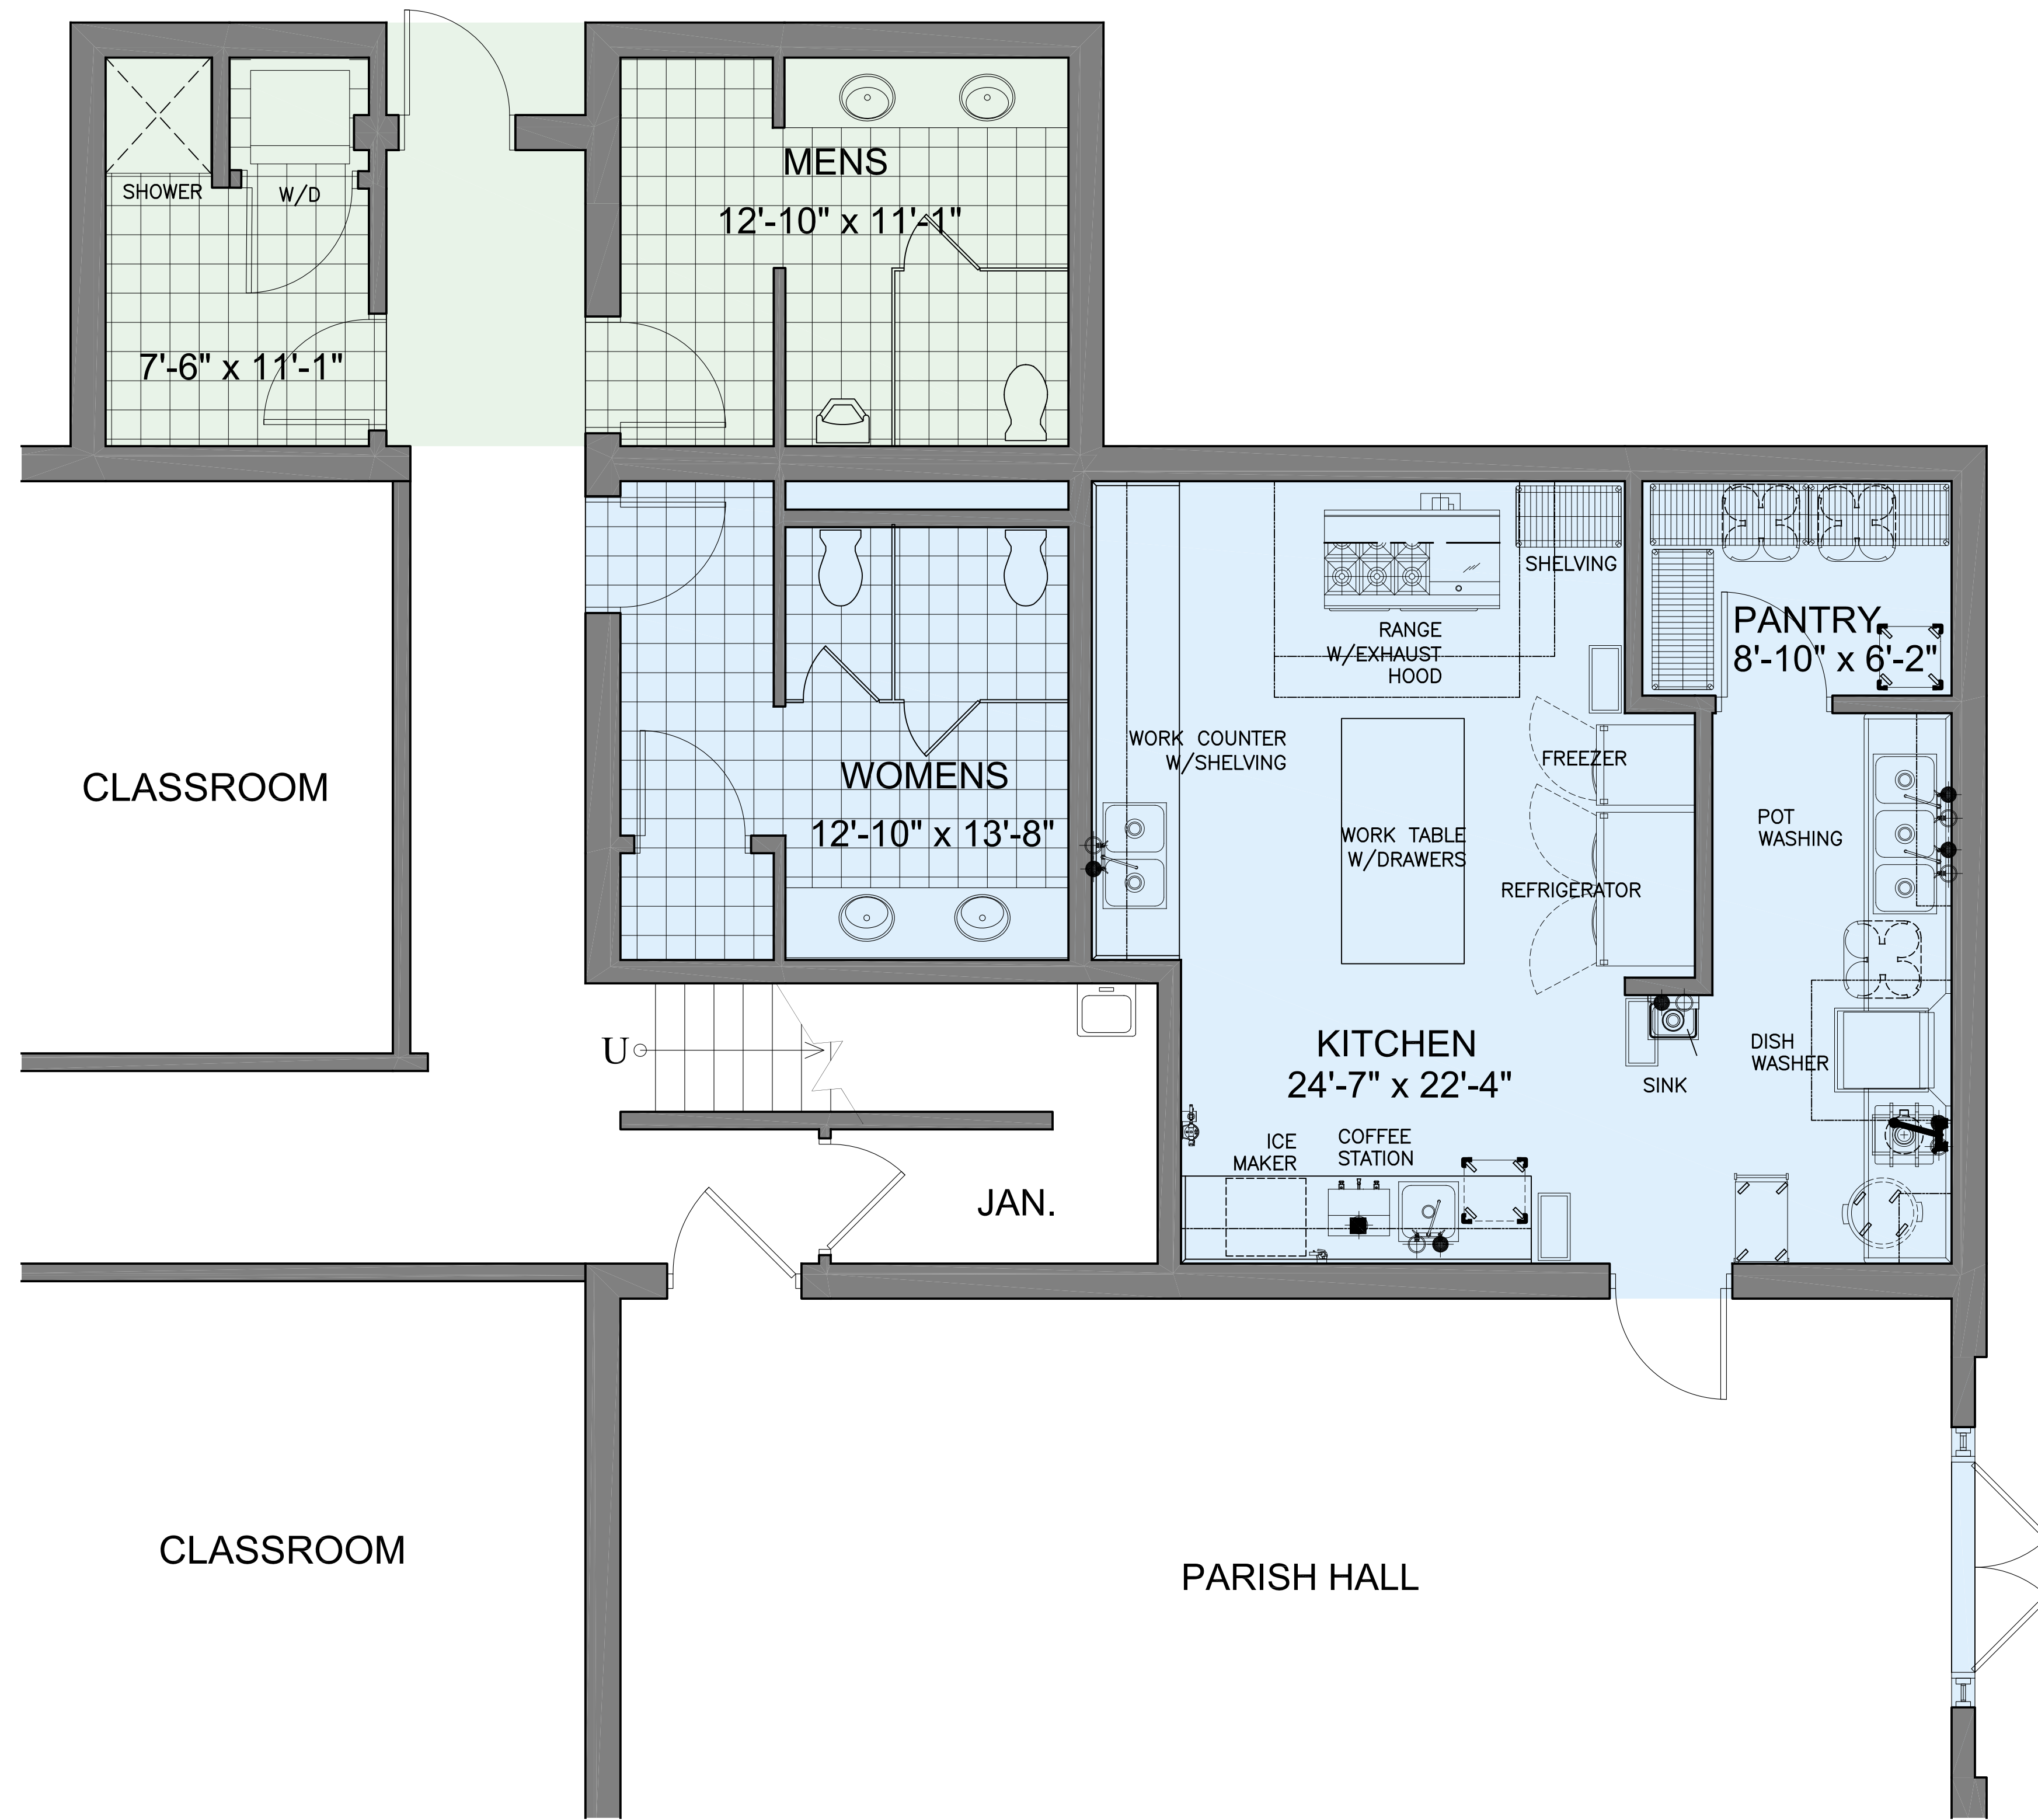 MENS
12'-10" x 11'-1"
SHOWER
W/D
7'-6" x 11'-1"
SHELVING
RANGE
W/EXHAUST
HOOD
PANTRY
8'-10" x 6'-2"
CLASSROOM
WOMENS
12'-10" x 13'-8"
WORK COUNTER
W/SHELVING
FREEZER
WORK TABLE
W/DRAWERS
POT
WASHING
REFRIGERATOR
U
KITCHEN
24'-7" x 22'-4"
DISH
WASHER
SINK
ICE
MAKER
COFFEE
STATION
JAN.
CLASSROOM
PARISH HALL